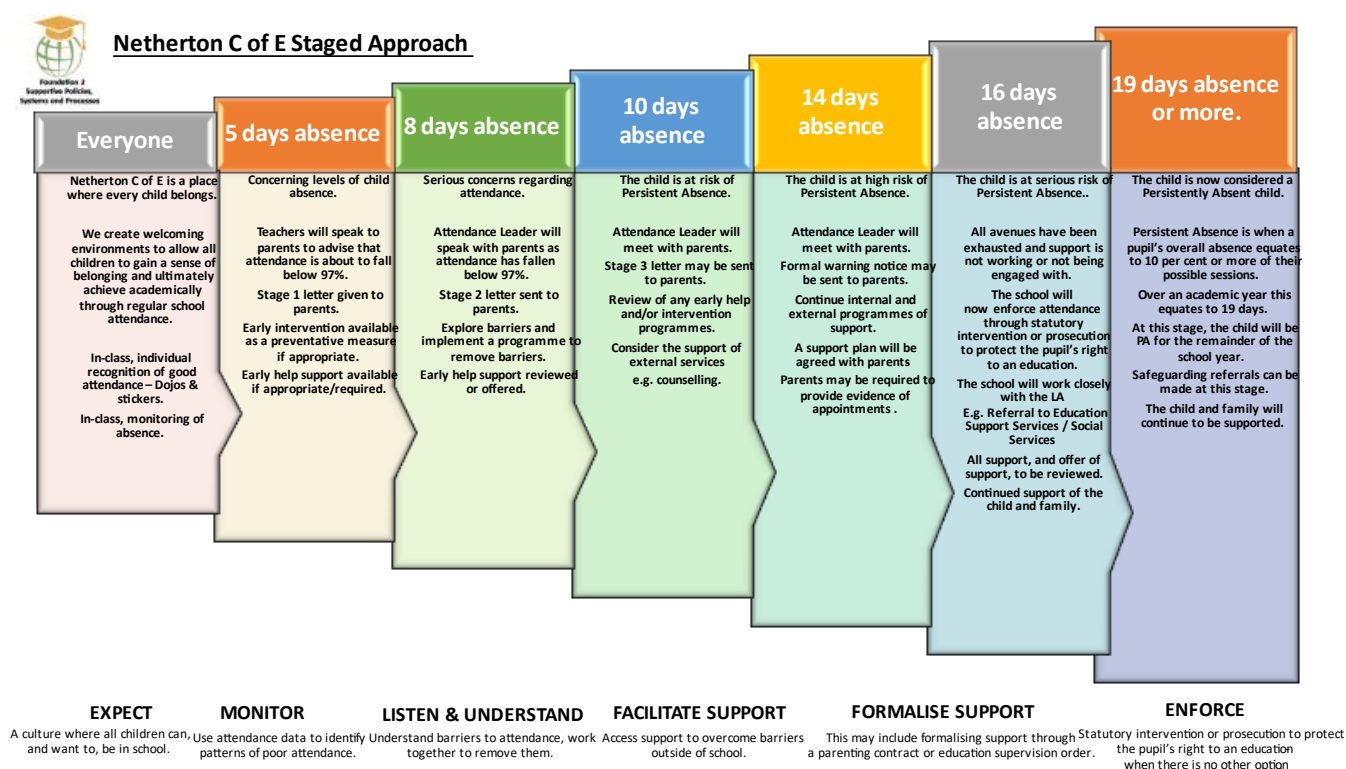 Netherton C of E Staged Approach
Foundation 2
Supportive Policies,
Systems and Processes
Everyone
Netherton C of E is a place
where every child belongs.
We create welcoming
environments to allow all
children to gain a sense of
belonging and ultimately
achieve academically
through regular school
attendance.
In-class, individual
recognition of good
attendance – Dojos &
stickers.
In-class, monitoring of
absence.
5 days absence
Concerning levels of child
absence.
Teachers will speak to
parents to advise that
attendance is about to fall
below 97%.
Stage 1 letter given to
parents.
Early intervention available
as a preventative measure
if appropriate.
Early help support available
if appropriate/required.
8 days absence
Serious concerns regarding
attendance.
Attendance Leader will
speak with parents as
attendance has fallen
below 97%.
Stage 2 letter sent to
parents.
Explore barriers and
implement a programme to
remove barriers.
Early help support reviewed
or offered.
10 days
absence
The child is at risk of
Persistent Absence.
Attendance Leader will
meet with parents.
Stage 3 letter may be sent
to parents.
Review of any early help
and/or intervention
programmes.
Consider the support of
external services
e.g. counselling.
14 days
absence
The child is at high risk of
Persistent Absence.
Attendance Leader will
meet with parents.
Formal warning notice may
be sent to parents.
Continue internal and
external programmes of
support.
A support plan will be
agreed with parents
Parents may be required to
provide evidence of
appointments .
16 days
absence
The child is at serious risk of
Persistent Absence..
All avenues have been
exhausted and support is
not working or not being
engaged with.
The school will
now enforce attendance
through statutory
intervention or prosecution
to protect the pupil's right
to an education.
The school will work closely
with the LA
E.g. Referral to Education
Support Services / Social
Services
All support, and offer of
support, to be reviewed.
Continued support of the
child and family.
19 days absence
or more.
The child is now considered a
Persistently Absent child.
Persistent Absence is when a
pupil's overall absence equates
to 10 per cent or more of their
possible sessions.
Over an academic year this
equates to 19 days.
At this stage, the child will be
PA for the remainder of the
school year.
Safeguarding referrals can be
made at this stage.
The child and family will
continue to be supported.
EXPECT
A culture where all children can,
and want to, be in school.
MONITOR
Use attendance data to identify
patterns of poor attendance.
LISTEN & UNDERSTAND
Understand barriers to attendance, work
together to remove them.
FACILITATE SUPPORT
Access support to overcome barriers
outside of school.
FORMALISE SUPPORT
This may include formalising support through
a parenting contract or education supervision order.
ENFORCE
Statutory intervention or prosecution to protect
the pupil's right to an education
when there is no other option